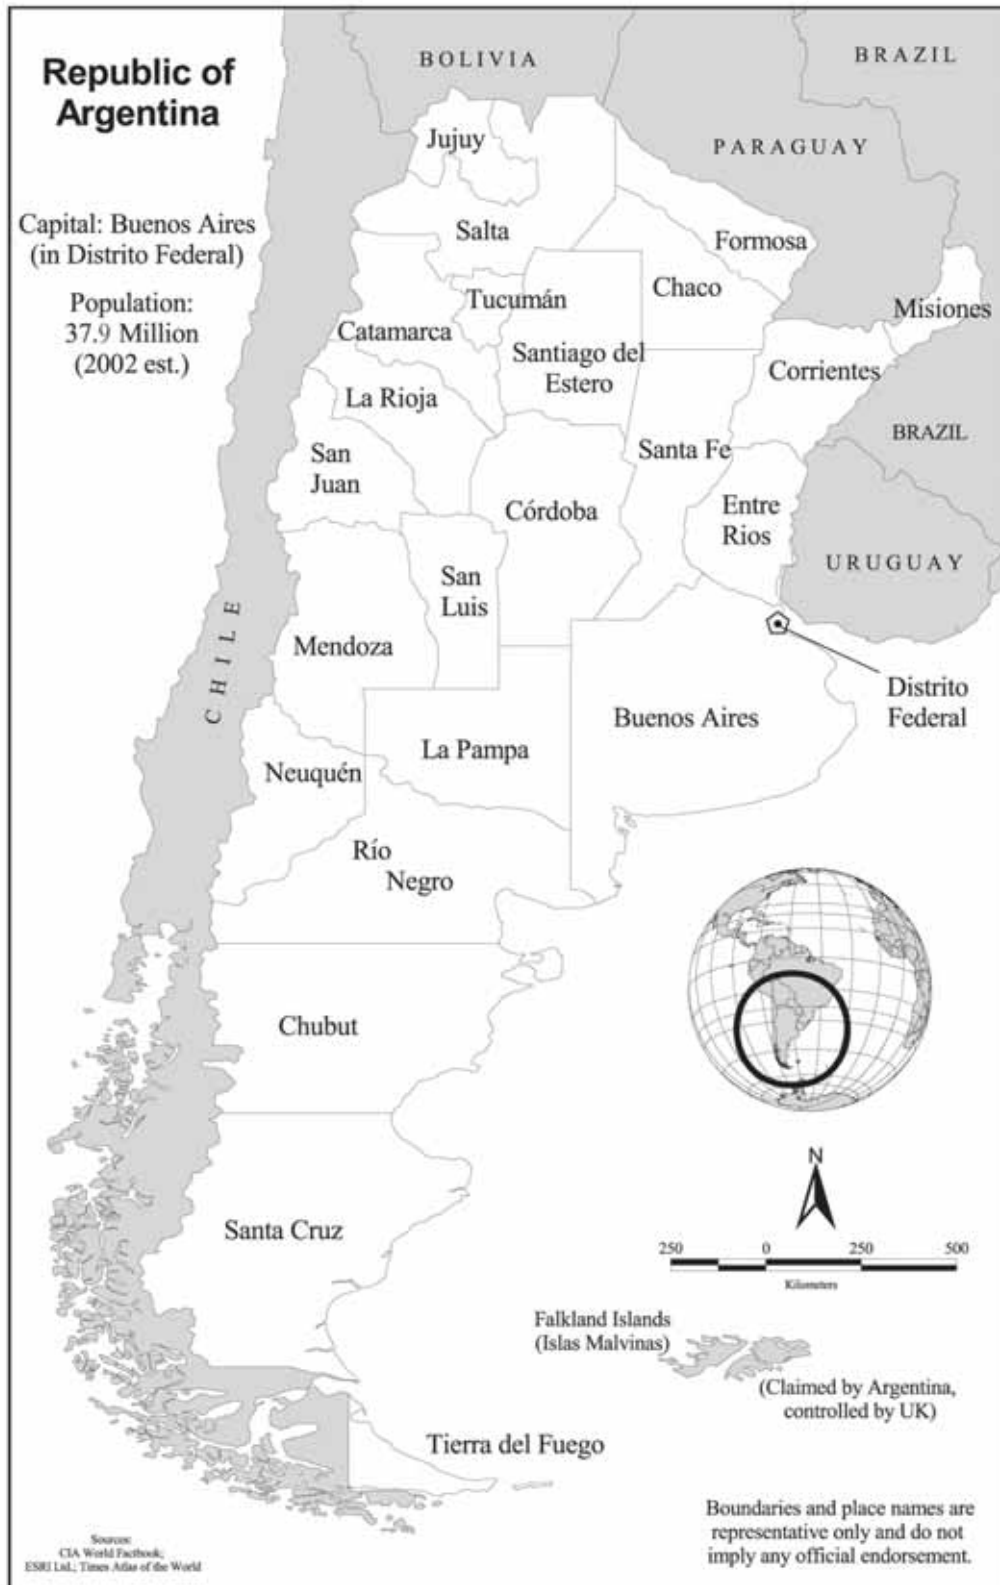 Republic of
Argentina
Capital: Buenos Aires
(in Distrito Federal)
Population:
37.9 Million
(2002 est.)
BOLIVIA
BRAZIL
PARAGUAY
Jujuy
Salta
Formosa
Chaco
Tucumán
Misiones
Catamarca
Santiago del
Estero
Corrientes
La Rioja
BRAZIL
San
Juan
Santa Fe
Córdoba
Entre
Rios
URUGUAY
San
Luis
CHILE
Mendoza
Distrito
Federal
Buenos Aires
La Pampa
Neuquén
Río
Negro
Chubut
N
Santa Cruz
250 0 250 500
Kilometers
Falkland Islands
(Islas Malvinas)
(Claimed by Argentina,
controlled by UK)
Tierra del Fuego
Boundaries and place names are
representative only and do not
imply any official endorsement.
Sources:
CIA World Factbook;
ESRI Ltd.; Times Atlas of the World